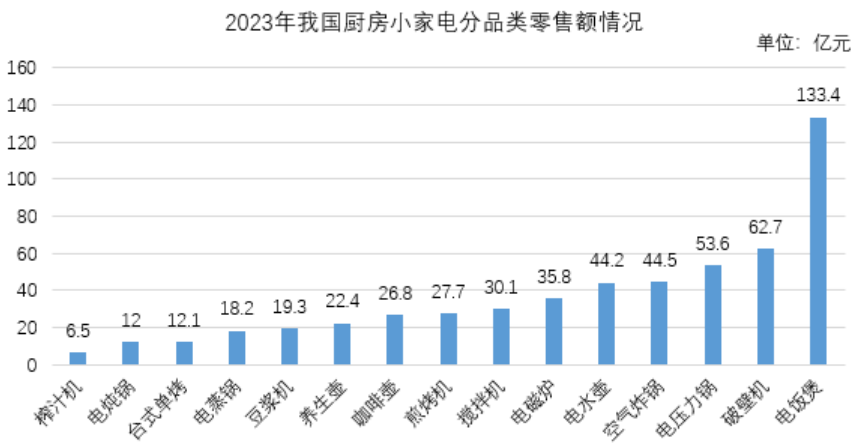 2023年我国厨房小家电分品类零售额情况
单位：亿元
160
140
120
100
80
60
40
20
0
6.5
12
12.1
18.2
19.3
22.4
26.8
27.7
30.1
35.8
44.2
44.5
53.6
62.7
133.4
榨汁机
电炖锅
台式单烤
电蒸锅
豆浆机
养生壶
咖啡壶
煎烤机
搅拌机
电磁炉
电水壶
空气炸锅
电压力锅
破壁机
电饭煲